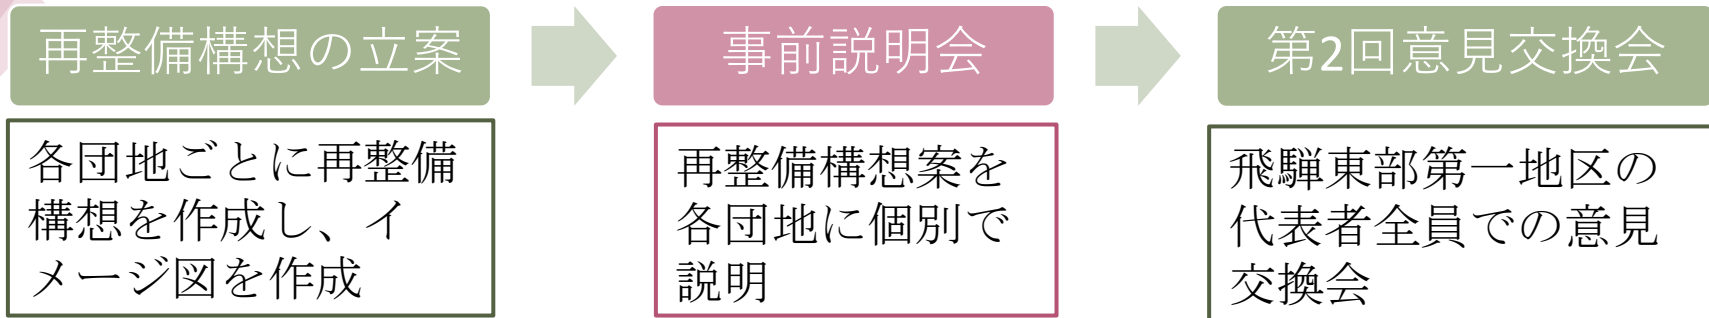 再整備構想の立案
各団地ごとに再整備
構想を作成し、イ
メージ図を作成
事前説明会
再整備構想案を
各団地に個別で
説明
第2回意見交換会
飛騨東部第一地区の
代表者全員での意見
交換会